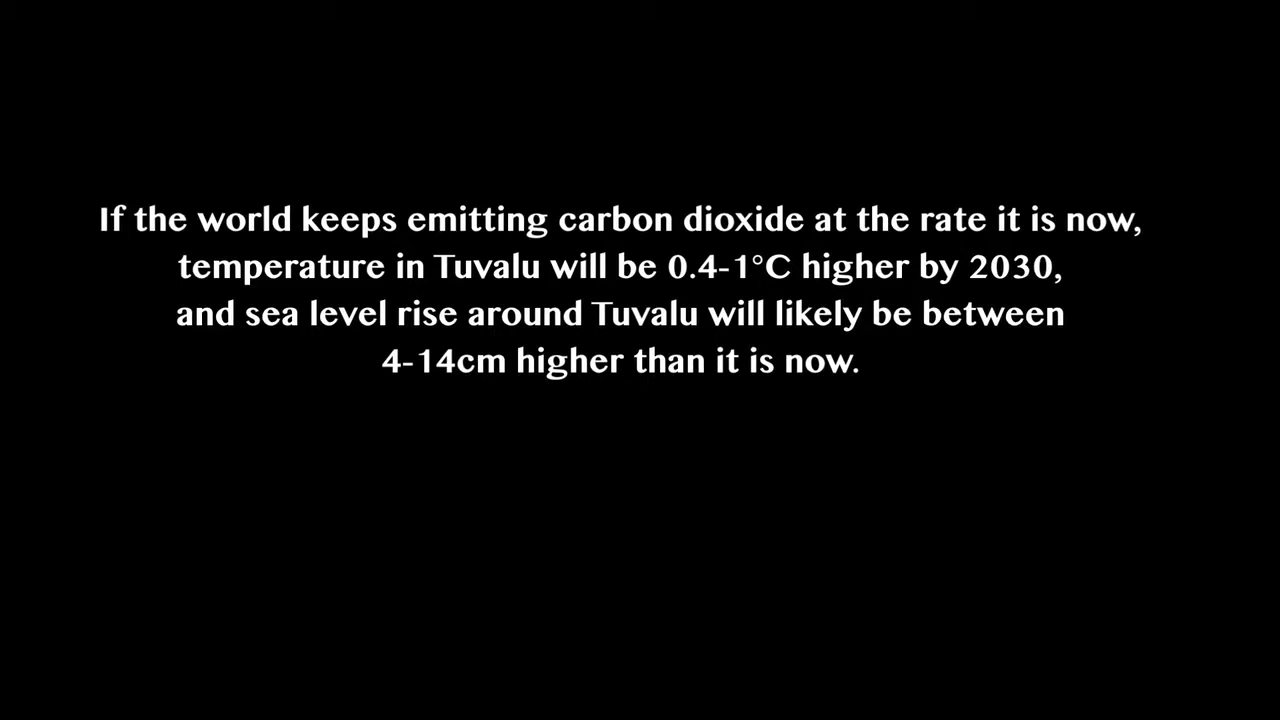 If the world keeps emitting carbon dioxide at the rate it is now,
temperature in Tuvalu will be 0.4-1°C higher by 2030,
and sea level rise around Tuvalu will likely be between
4-14cm higher than it is now.